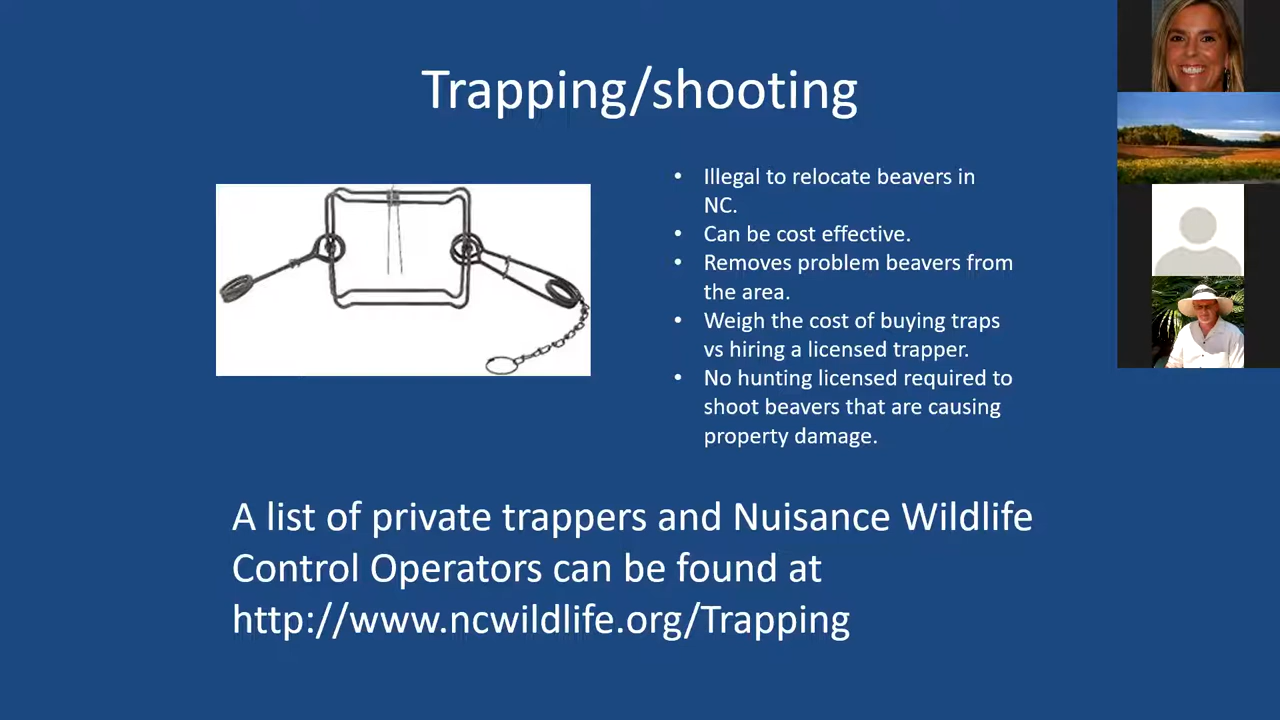 Trapping/shooting
• Illegal to relocate beavers in
NC.
• Can be cost effective.
• Removes problem beavers from
the area.
• Weigh the cost of buying traps
vs hiring a licensed trapper.
• No hunting licensed required to
shoot beavers that are causing
property damage.
A list of private trappers and Nuisance Wildlife
Control Operators can be found at
http://www.ncwildlife.org/Trapping